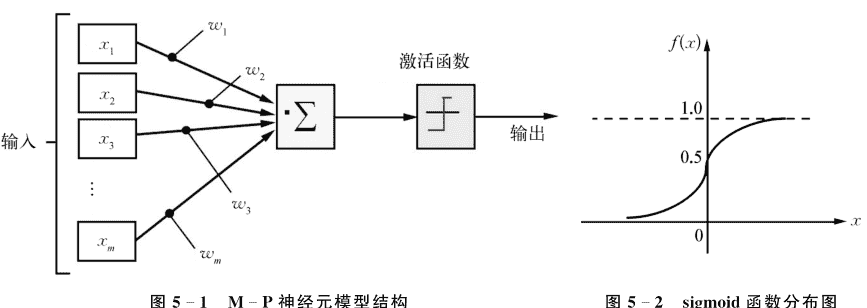 输入
x₁
x₂
x₃
⋮
xₘ
w₁
w₂
w₃
wₘ
·Σ
激活函数
输出
f(x)
1.0
0.5
0
x
图 5-1 M-P 神经元模型结构
图 5-2 sigmoid 函数分布图